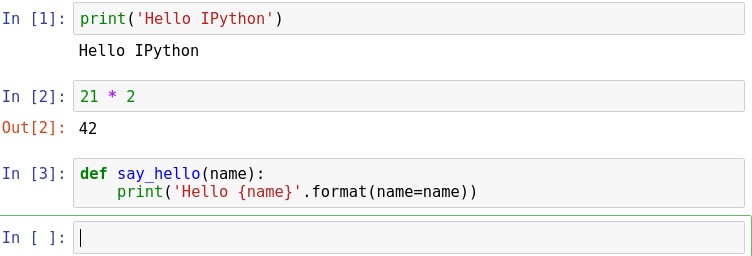 In [1]: print('Hello IPython')
Hello IPython
In [2]: 21 * 2
Out[2]: 42
In [3]: def say_hello(name):
    print('Hello {name}'.format(name=name))
In [ ]: